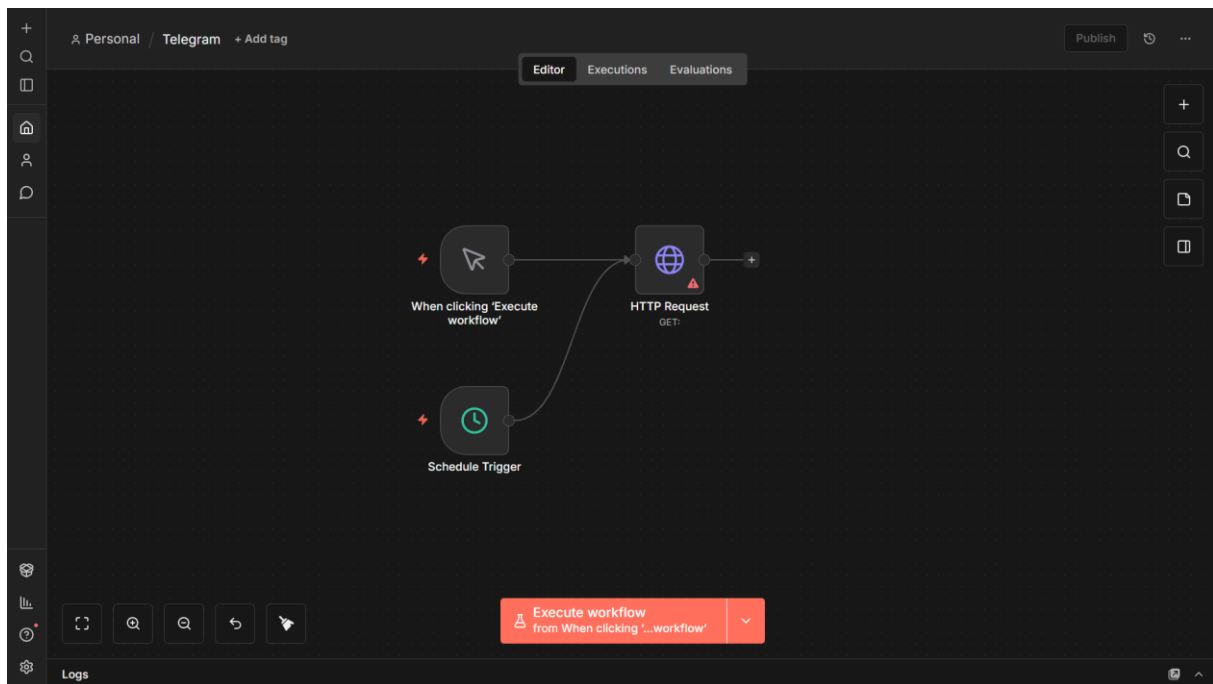 Personal / Telegram + Add tag
Publish
Editor Executions Evaluations
When clicking ‘Execute
workflow’
HTTP Request
GET:
Schedule Trigger
Execute workflow
from When clicking ‘...workflow’
Logs